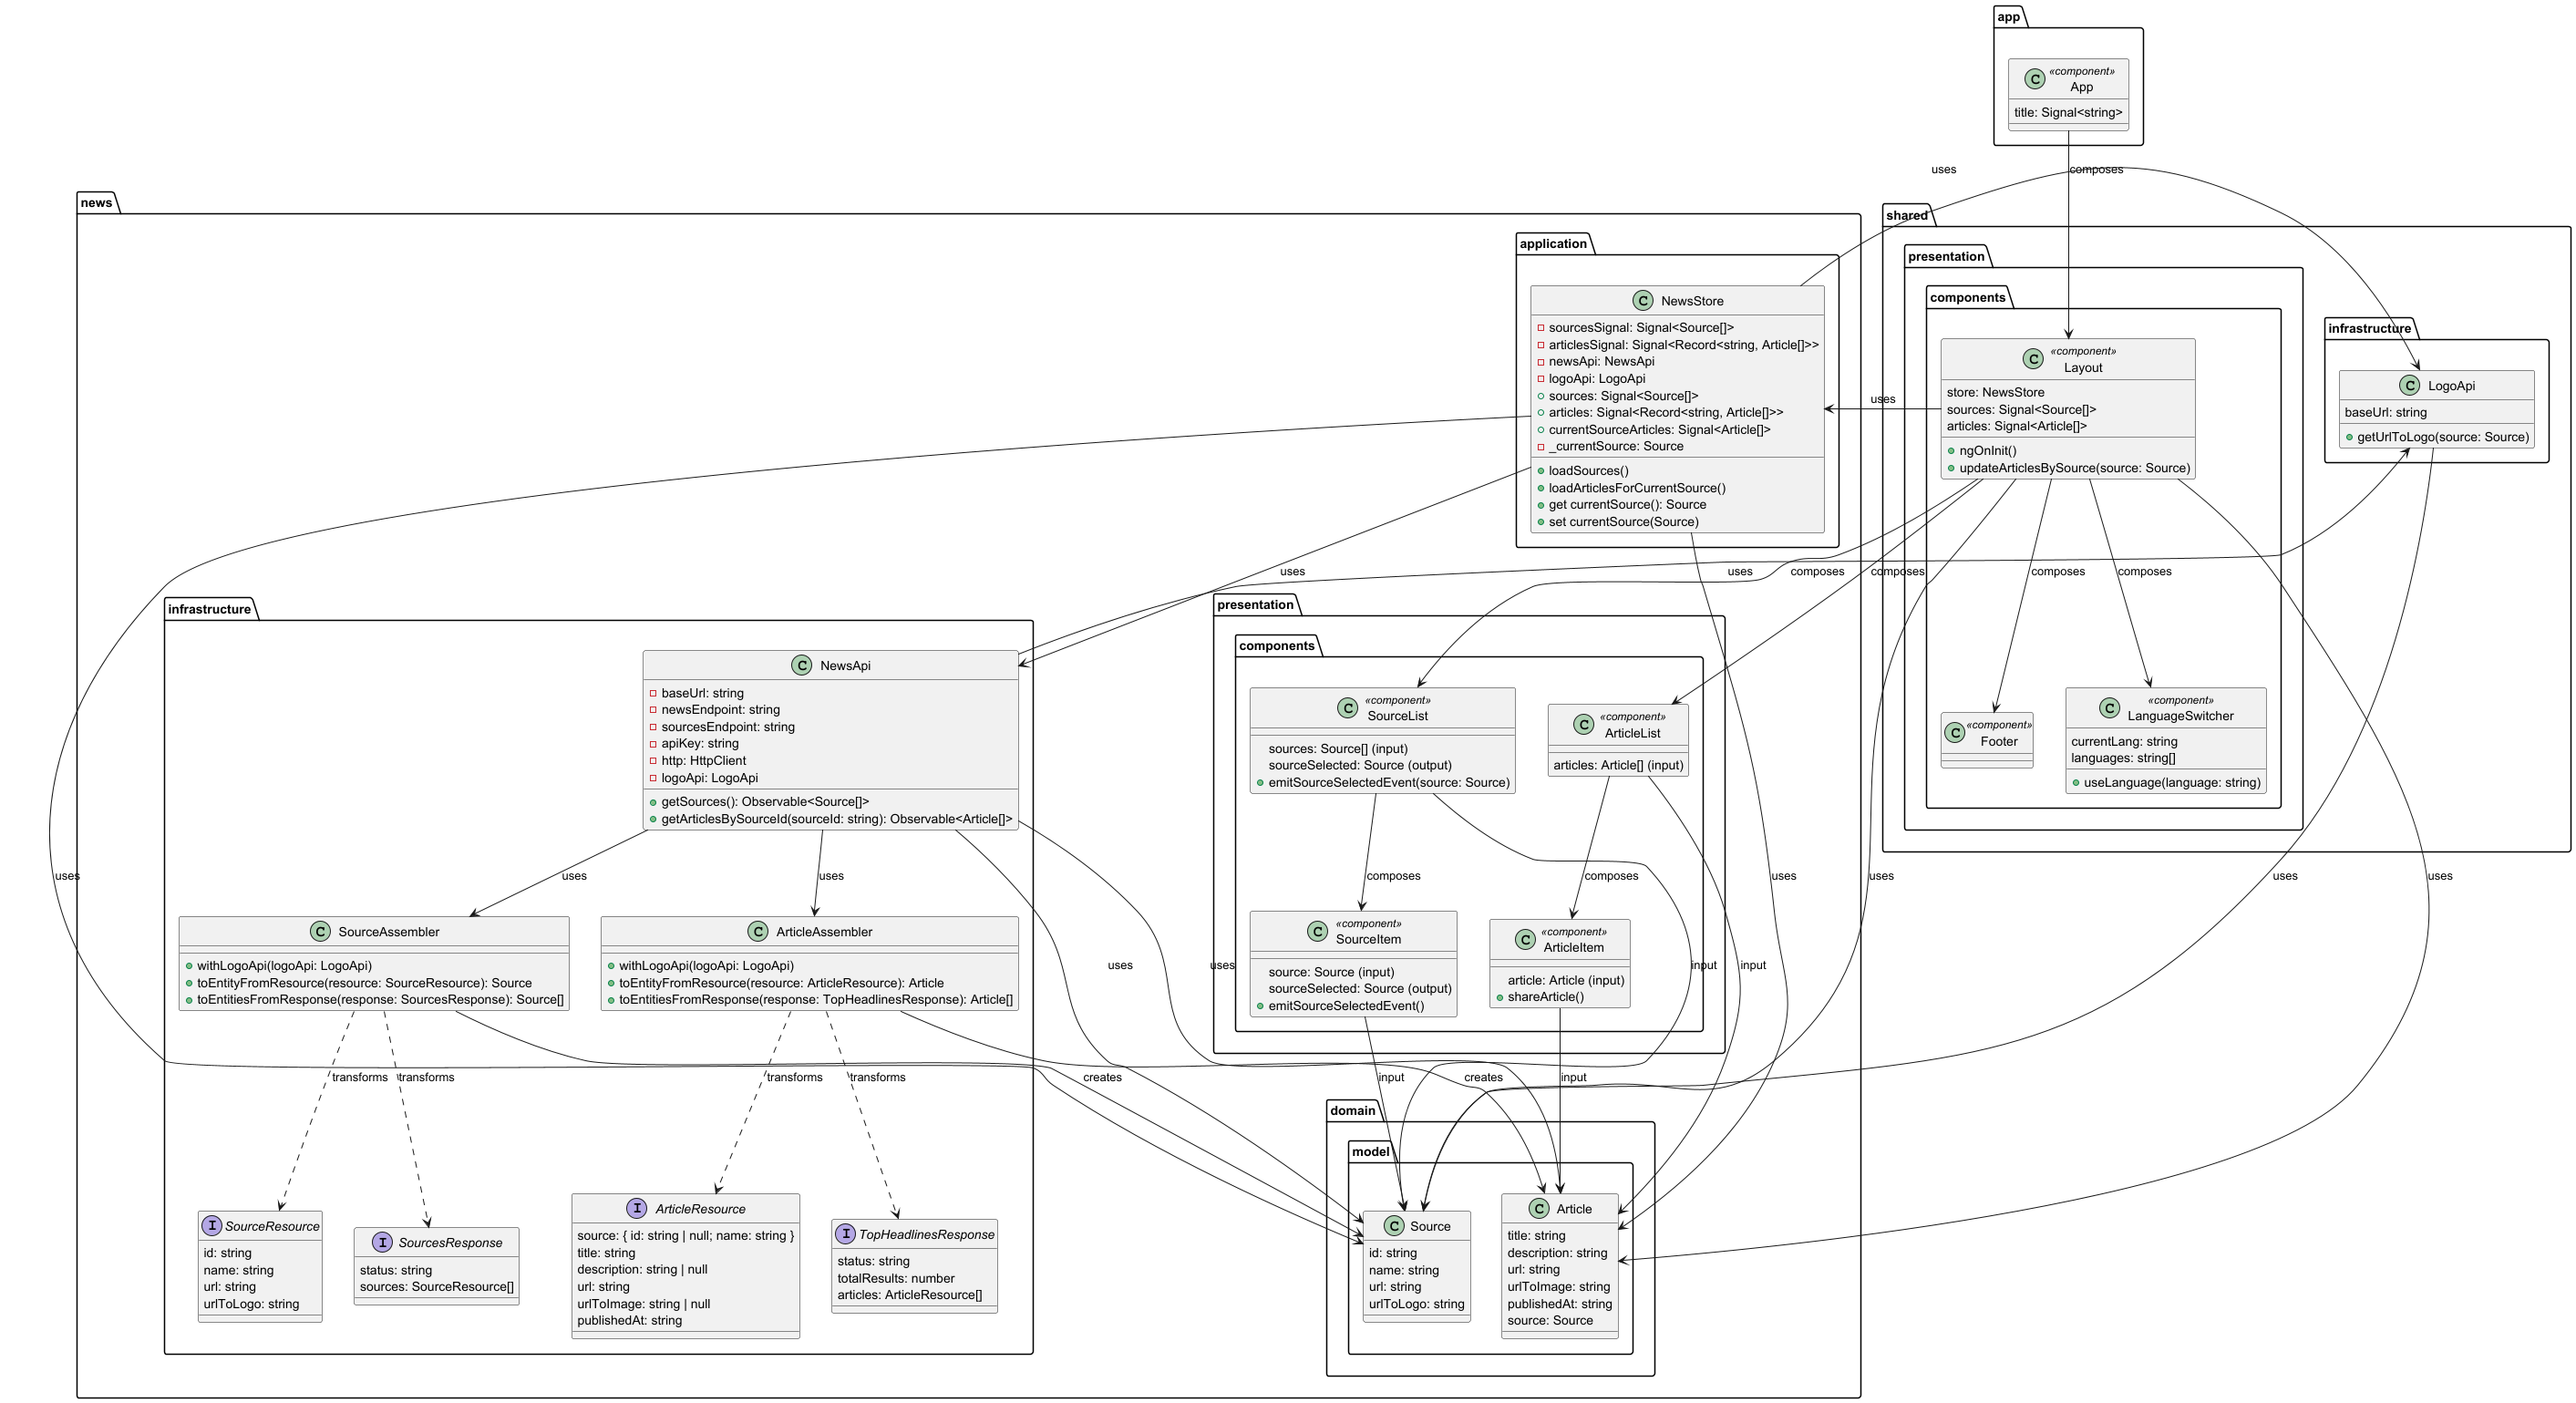 app
«component»
App
title: Signal<string>
composes
uses
news
application
NewsStore
sourcesSignal: Signal<Source[]>
articlesSignal: Signal<Record<string, Article[]>>
newsApi: NewsApi
logoApi: LogoApi
sources: Signal<Source[]>
articles: Signal<Record<string, Article[]>>
currentSourceArticles: Signal<Article[]>
_currentSource: Source
loadSources()
loadArticlesForCurrentSource()
get currentSource(): Source
set currentSource(Source)
shared
presentation
components
«component»
Layout
store: NewsStore
sources: Signal<Source[]>
articles: Signal<Article[]>
ngOnInit()
updateArticlesBySource(source: Source)
uses
infrastructure
LogoApi
baseUrl: string
getUrlToLogo(source: Source)
uses
uses
composes
composes
composes
composes
«component»
Footer
«component»
LanguageSwitcher
currentLang: string
languages: string[]
useLanguage(language: string)
infrastructure
NewsApi
baseUrl: string
newsEndpoint: string
sourcesEndpoint: string
apiKey: string
http: HttpClient
logoApi: LogoApi
getSources(): Observable<Source[]>
getArticlesBySourceId(sourceId: string): Observable<Article[]>
presentation
components
«component»
SourceList
sources: Source[] (input)
sourceSelected: Source (output)
emitSourceSelectedEvent(source: Source)
«component»
ArticleList
articles: Article[] (input)
uses
uses
uses
composes
composes
uses
uses
uses
uses
SourceAssembler
withLogoApi(logoApi: LogoApi)
toEntityFromResource(resource: SourceResource): Source
toEntitiesFromResponse(response: SourcesResponse): Source[]
ArticleAssembler
withLogoApi(logoApi: LogoApi)
toEntityFromResource(resource: ArticleResource): Article
toEntitiesFromResponse(response: TopHeadlinesResponse): Article[]
uses
uses
«component»
SourceItem
source: Source (input)
sourceSelected: Source (output)
emitSourceSelectedEvent()
«component»
ArticleItem
article: Article (input)
shareArticle()
input
input
transforms
transforms
transforms
transforms
creates
input
creates
input
domain
model
SourceResource
id: string
name: string
url: string
urlToLogo: string
SourcesResponse
status: string
sources: SourceResource[]
ArticleResource
source: { id: string | null; name: string }
title: string
description: string | null
url: string
urlToImage: string | null
publishedAt: string
TopHeadlinesResponse
status: string
totalResults: number
articles: ArticleResource[]
Source
id: string
name: string
url: string
urlToLogo: string
Article
title: string
description: string
url: string
urlToImage: string
publishedAt: string
source: Source